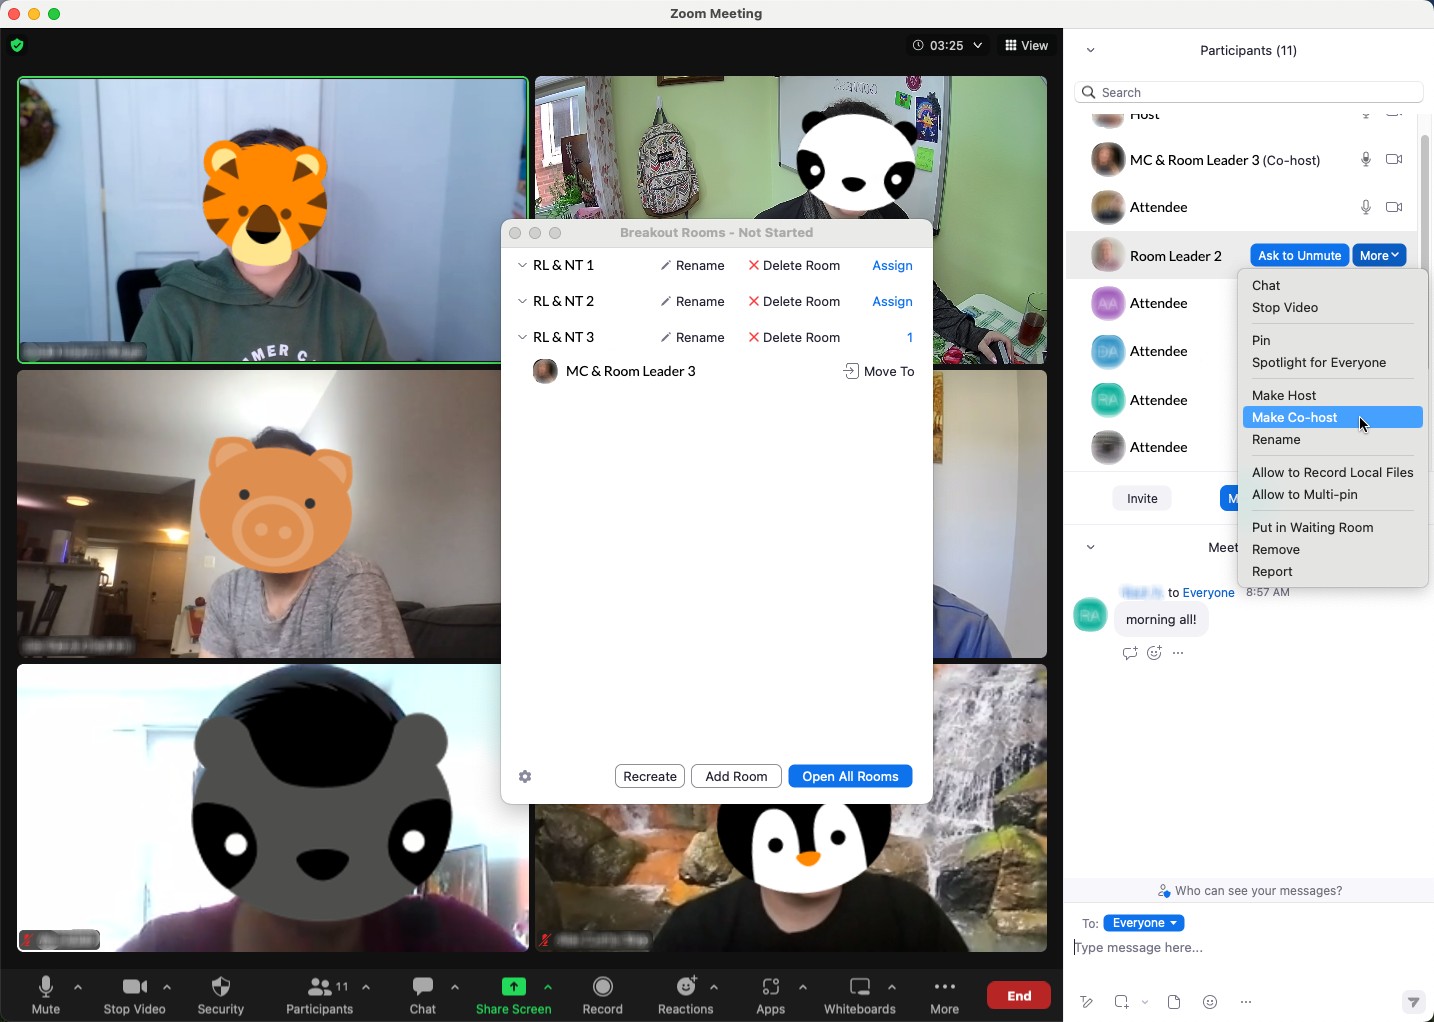 Zoom Meeting
03:25
View
MER C
Breakout Rooms - Not Started
RL & NT 1 Rename Delete Room Assign
RL & NT 2 Rename Delete Room Assign
RL & NT 3 Rename Delete Room 1
MC & Room Leader 3 Move To
Recreate Add Room Open All Rooms
Mute
Stop Video
Security
11
Participants
Chat
Share Screen
Record
Reactions
Apps
Whiteboards
More
End
Participants (11)
Search
Host
MC & Room Leader 3 (Co-host)
Attendee
Room Leader 2 Ask to Unmute More
Attendee
Attendee
Attendee
Attendee
Chat
Stop Video
Pin
Spotlight for Everyone
Make Host
Make Co-host
Rename
Allow to Record Local Files
Allow to Multi-pin
Put in Waiting Room
Remove
Report
Invite M
Meet
to Everyone 8:57 AM
RA
morning all!
Who can see your messages?
To: Everyone
Type message here...